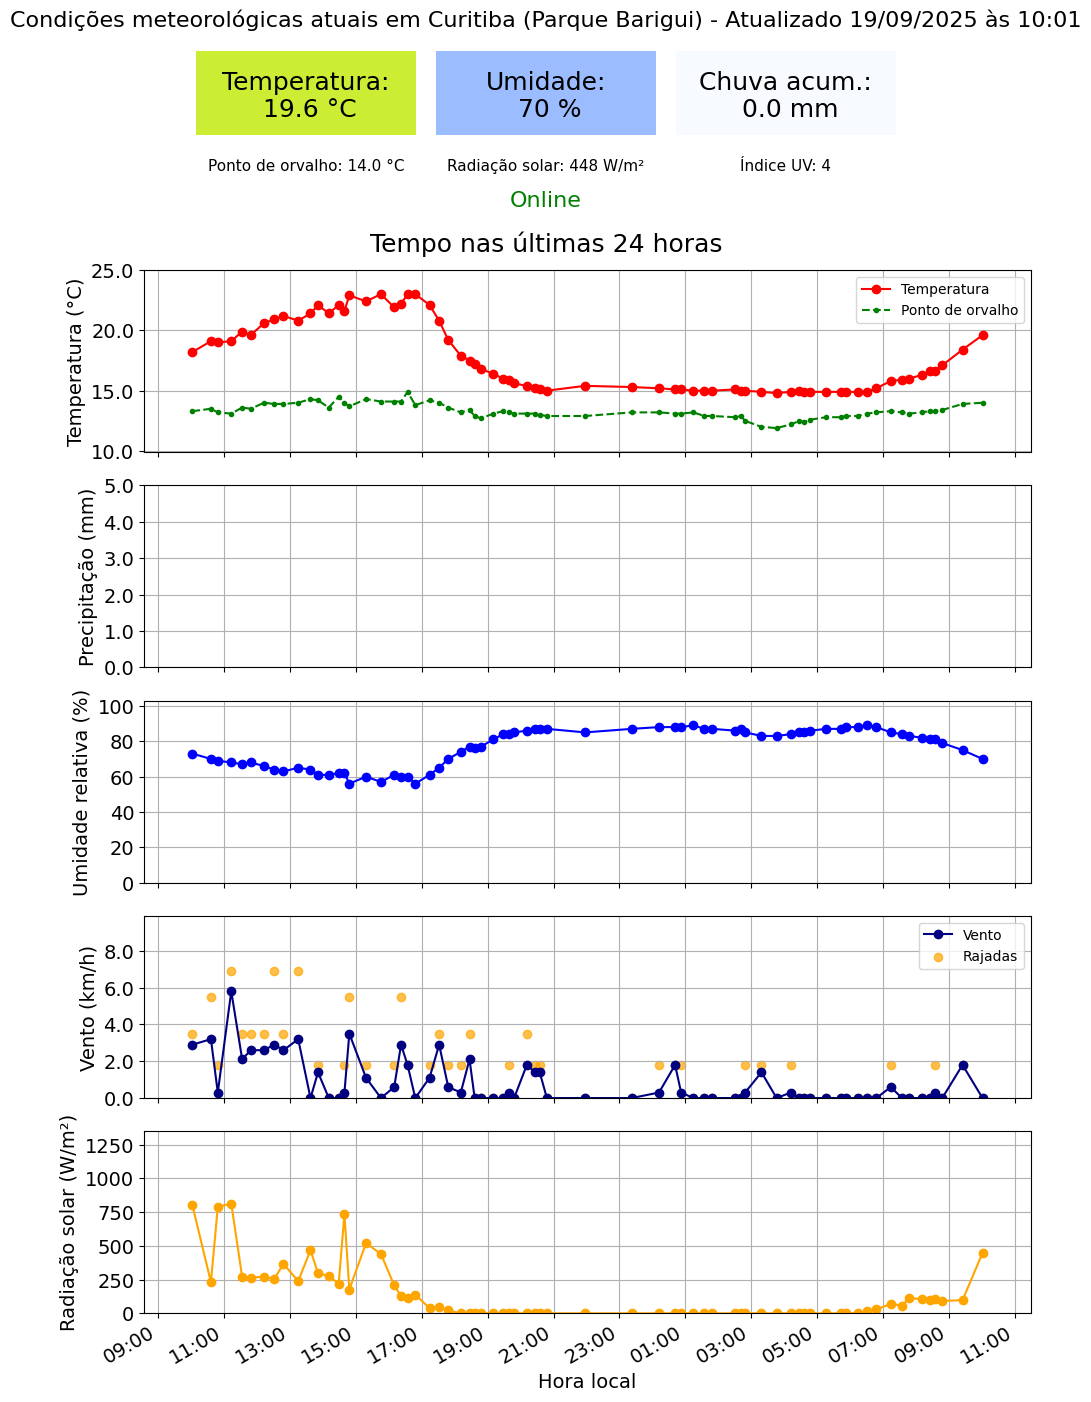 Condições meteorológicas atuais em Curitiba (Parque Barigui) - Atualizado 19/09/2025 às 10:01
Temperatura:
19.6 °C
Umidade:
70 %
Chuva acum.:
0.0 mm
Ponto de orvalho: 14.0 °C
Radiação solar: 448 W/m²
Índice UV: 4
Online
Tempo nas últimas 24 horas
Temperatura (°C)
25.0
20.0
15.0
10.0
Temperatura
Ponto de orvalho
Precipitação (mm)
5.0
4.0
3.0
2.0
1.0
0.0
Umidade relativa (%)
100
80
60
40
20
0
Vento (km/h)
8.0
6.0
4.0
2.0
0.0
Vento
Rajadas
Radiação solar (W/m²)
1250
1000
750
500
250
0
09:00
11:00
13:00
15:00
17:00
19:00
21:00
23:00
01:00
03:00
05:00
07:00
09:00
11:00
Hora local